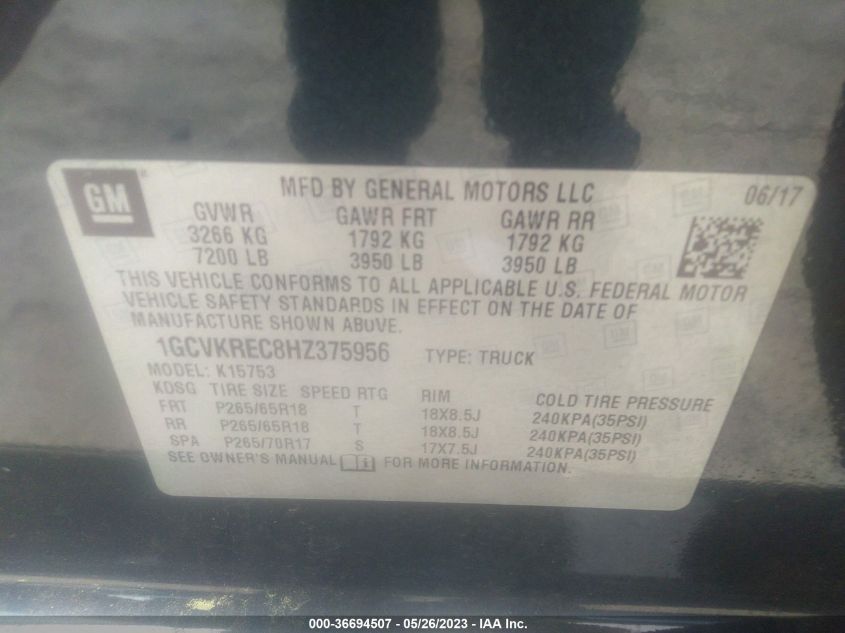 GM
MFD BY GENERAL MOTORS LLC 06/17
GVWR GAWR FRT GAWR RR
3266 KG 1792 KG 1792 KG
7200 LB 3950 LB 3950 LB
THIS VEHICLE CONFORMS TO ALL APPLICABLE U.S. FEDERAL MOTOR
VEHICLE SAFETY STANDARDS IN EFFECT ON THE DATE OF
MANUFACTURE SHOWN ABOVE.
1GCVKREC8HZ375956 TYPE: TRUCK
MODEL: K15753
KDSG TIRE SIZE SPEED RTG RIM COLD TIRE PRESSURE
FRT P265/65R18 T 18X8.5J 240KPA(35PSI)
RR P265/65R18 T 18X8.5J 240KPA(35PSI)
SPA P265/70R17 S 17X7.5J 240KPA(35PSI)
SEE OWNER'S MANUAL FOR MORE INFORMATION.
000-36694507 - 05/26/2023 - IAA Inc.